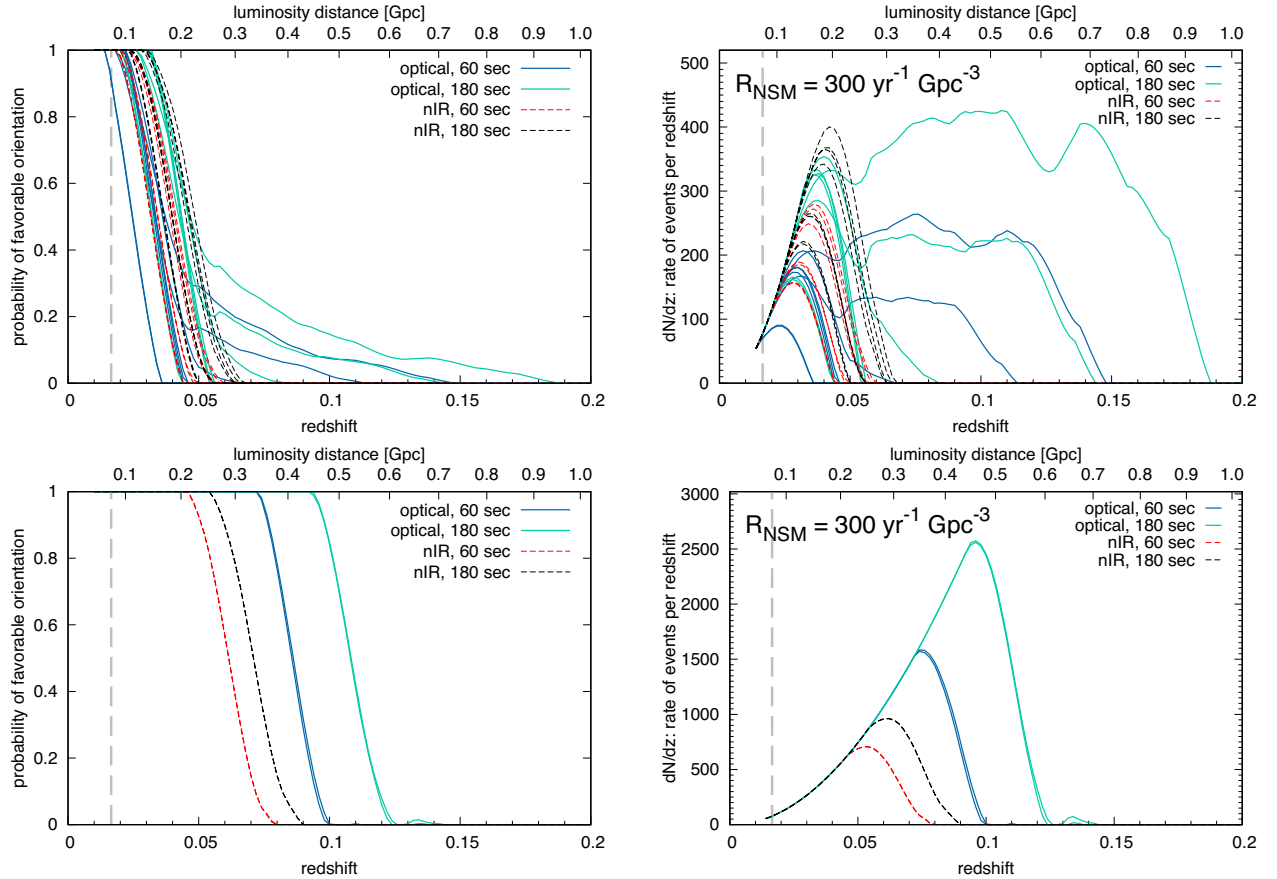 luminosity distance [Gpc]
0.1 0.2 0.3 0.4 0.5 0.6 0.7 0.8 0.9 1.0
1
0.8
0.6
0.4
0.2
0
probability of favorable orientation
optical, 60 sec
optical, 180 sec
nIR, 60 sec
nIR, 180 sec
0 0.05 0.1 0.15 0.2
redshift
luminosity distance [Gpc]
0.1 0.2 0.3 0.4 0.5 0.6 0.7 0.8 0.9 1.0
500
400
300
200
100
0
dN/dz: rate of events per redshift
R_NSM = 300 yr⁻¹ Gpc⁻³
optical, 60 sec
optical, 180 sec
nIR, 60 sec
nIR, 180 sec
0 0.05 0.1 0.15 0.2
redshift
luminosity distance [Gpc]
0.1 0.2 0.3 0.4 0.5 0.6 0.7 0.8 0.9 1.0
1
0.8
0.6
0.4
0.2
0
probability of favorable orientation
optical, 60 sec
optical, 180 sec
nIR, 60 sec
nIR, 180 sec
0 0.05 0.1 0.15 0.2
redshift
luminosity distance [Gpc]
0.1 0.2 0.3 0.4 0.5 0.6 0.7 0.8 0.9 1.0
3000
2500
2000
1500
1000
500
0
dN/dz: rate of events per redshift
R_NSM = 300 yr⁻¹ Gpc⁻³
optical, 60 sec
optical, 180 sec
nIR, 60 sec
nIR, 180 sec
0 0.05 0.1 0.15 0.2
redshift